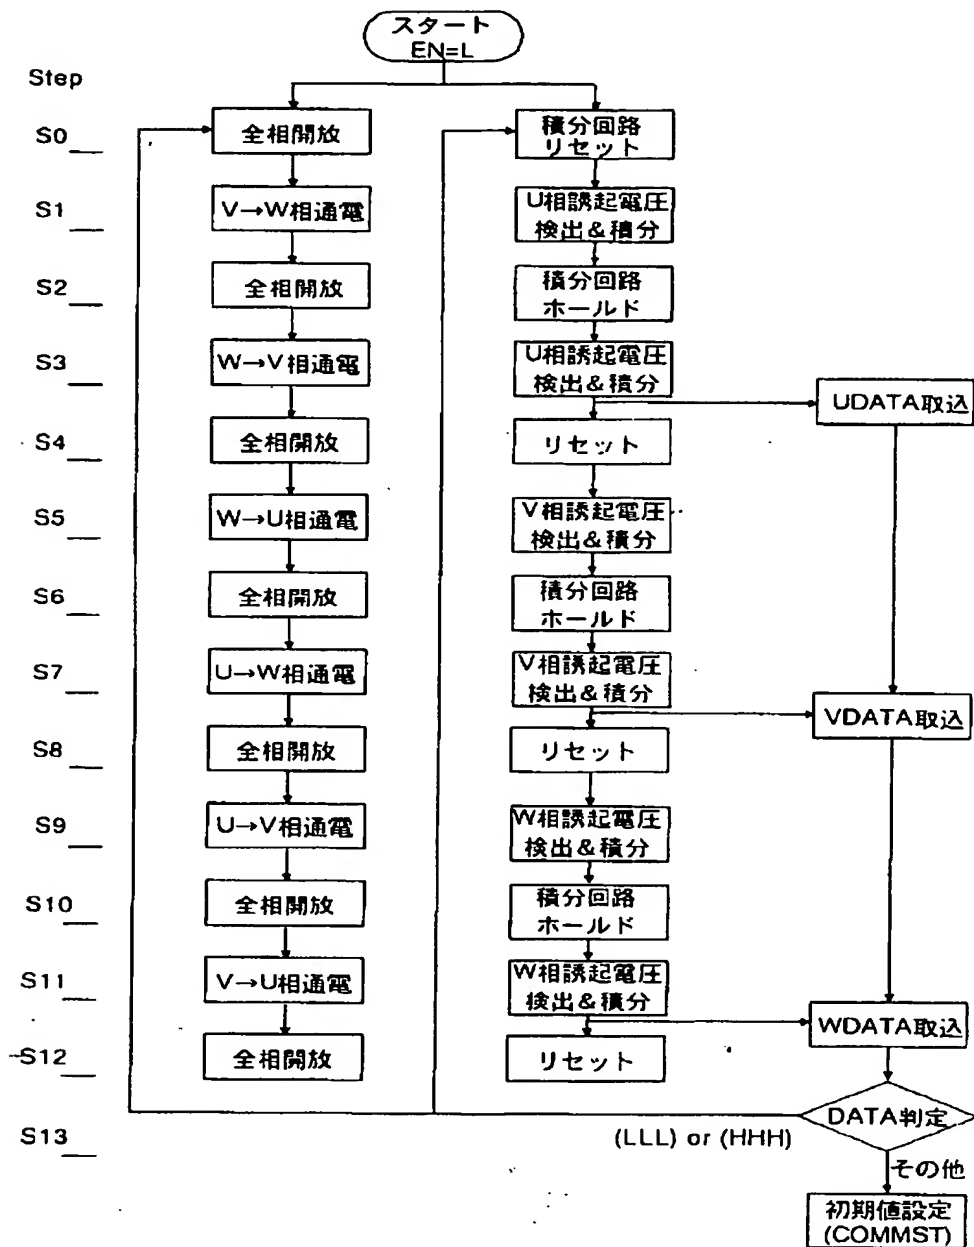 スタート
EN=L
Step
S0
全相開放
積分回路
リセット
S1
V→W相通電
U相誘起電圧
検出&積分
S2
全相開放
積分回路
ホールド
S3
W→V相通電
U相誘起電圧
検出&積分
UDATA取込
S4
全相開放
リセット
S5
W→U相通電
V相誘起電圧
検出&積分
S6
全相開放
積分回路
ホールド
S7
U→W相通電
V相誘起電圧
検出&積分
VDATA取込
S8
全相開放
リセット
S9
U→V相通電
W相誘起電圧
検出&積分
S10
全相開放
積分回路
ホールド
S11
V→U相通電
W相誘起電圧
検出&積分
WDATA取込
S12
全相開放
リセット
DATA判定
S13
(LLL) or (HHH)
その他
初期値設定
(COMMST)